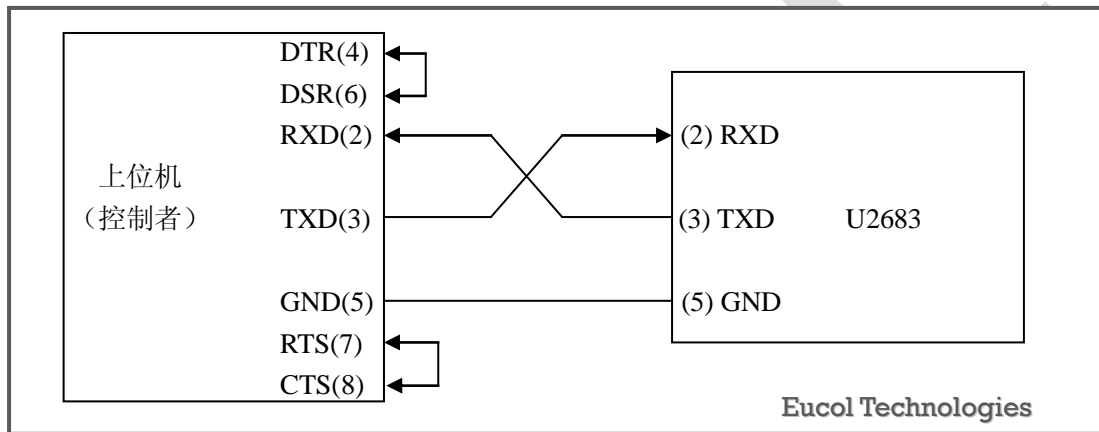 DTR(4)
DSR(6)
RXD(2)
(2) RXD
上位机
（控制者）
TXD(3)
(3) TXD
U2683
GND(5)
(5) GND
RTS(7)
CTS(8)
Eucol Technologies